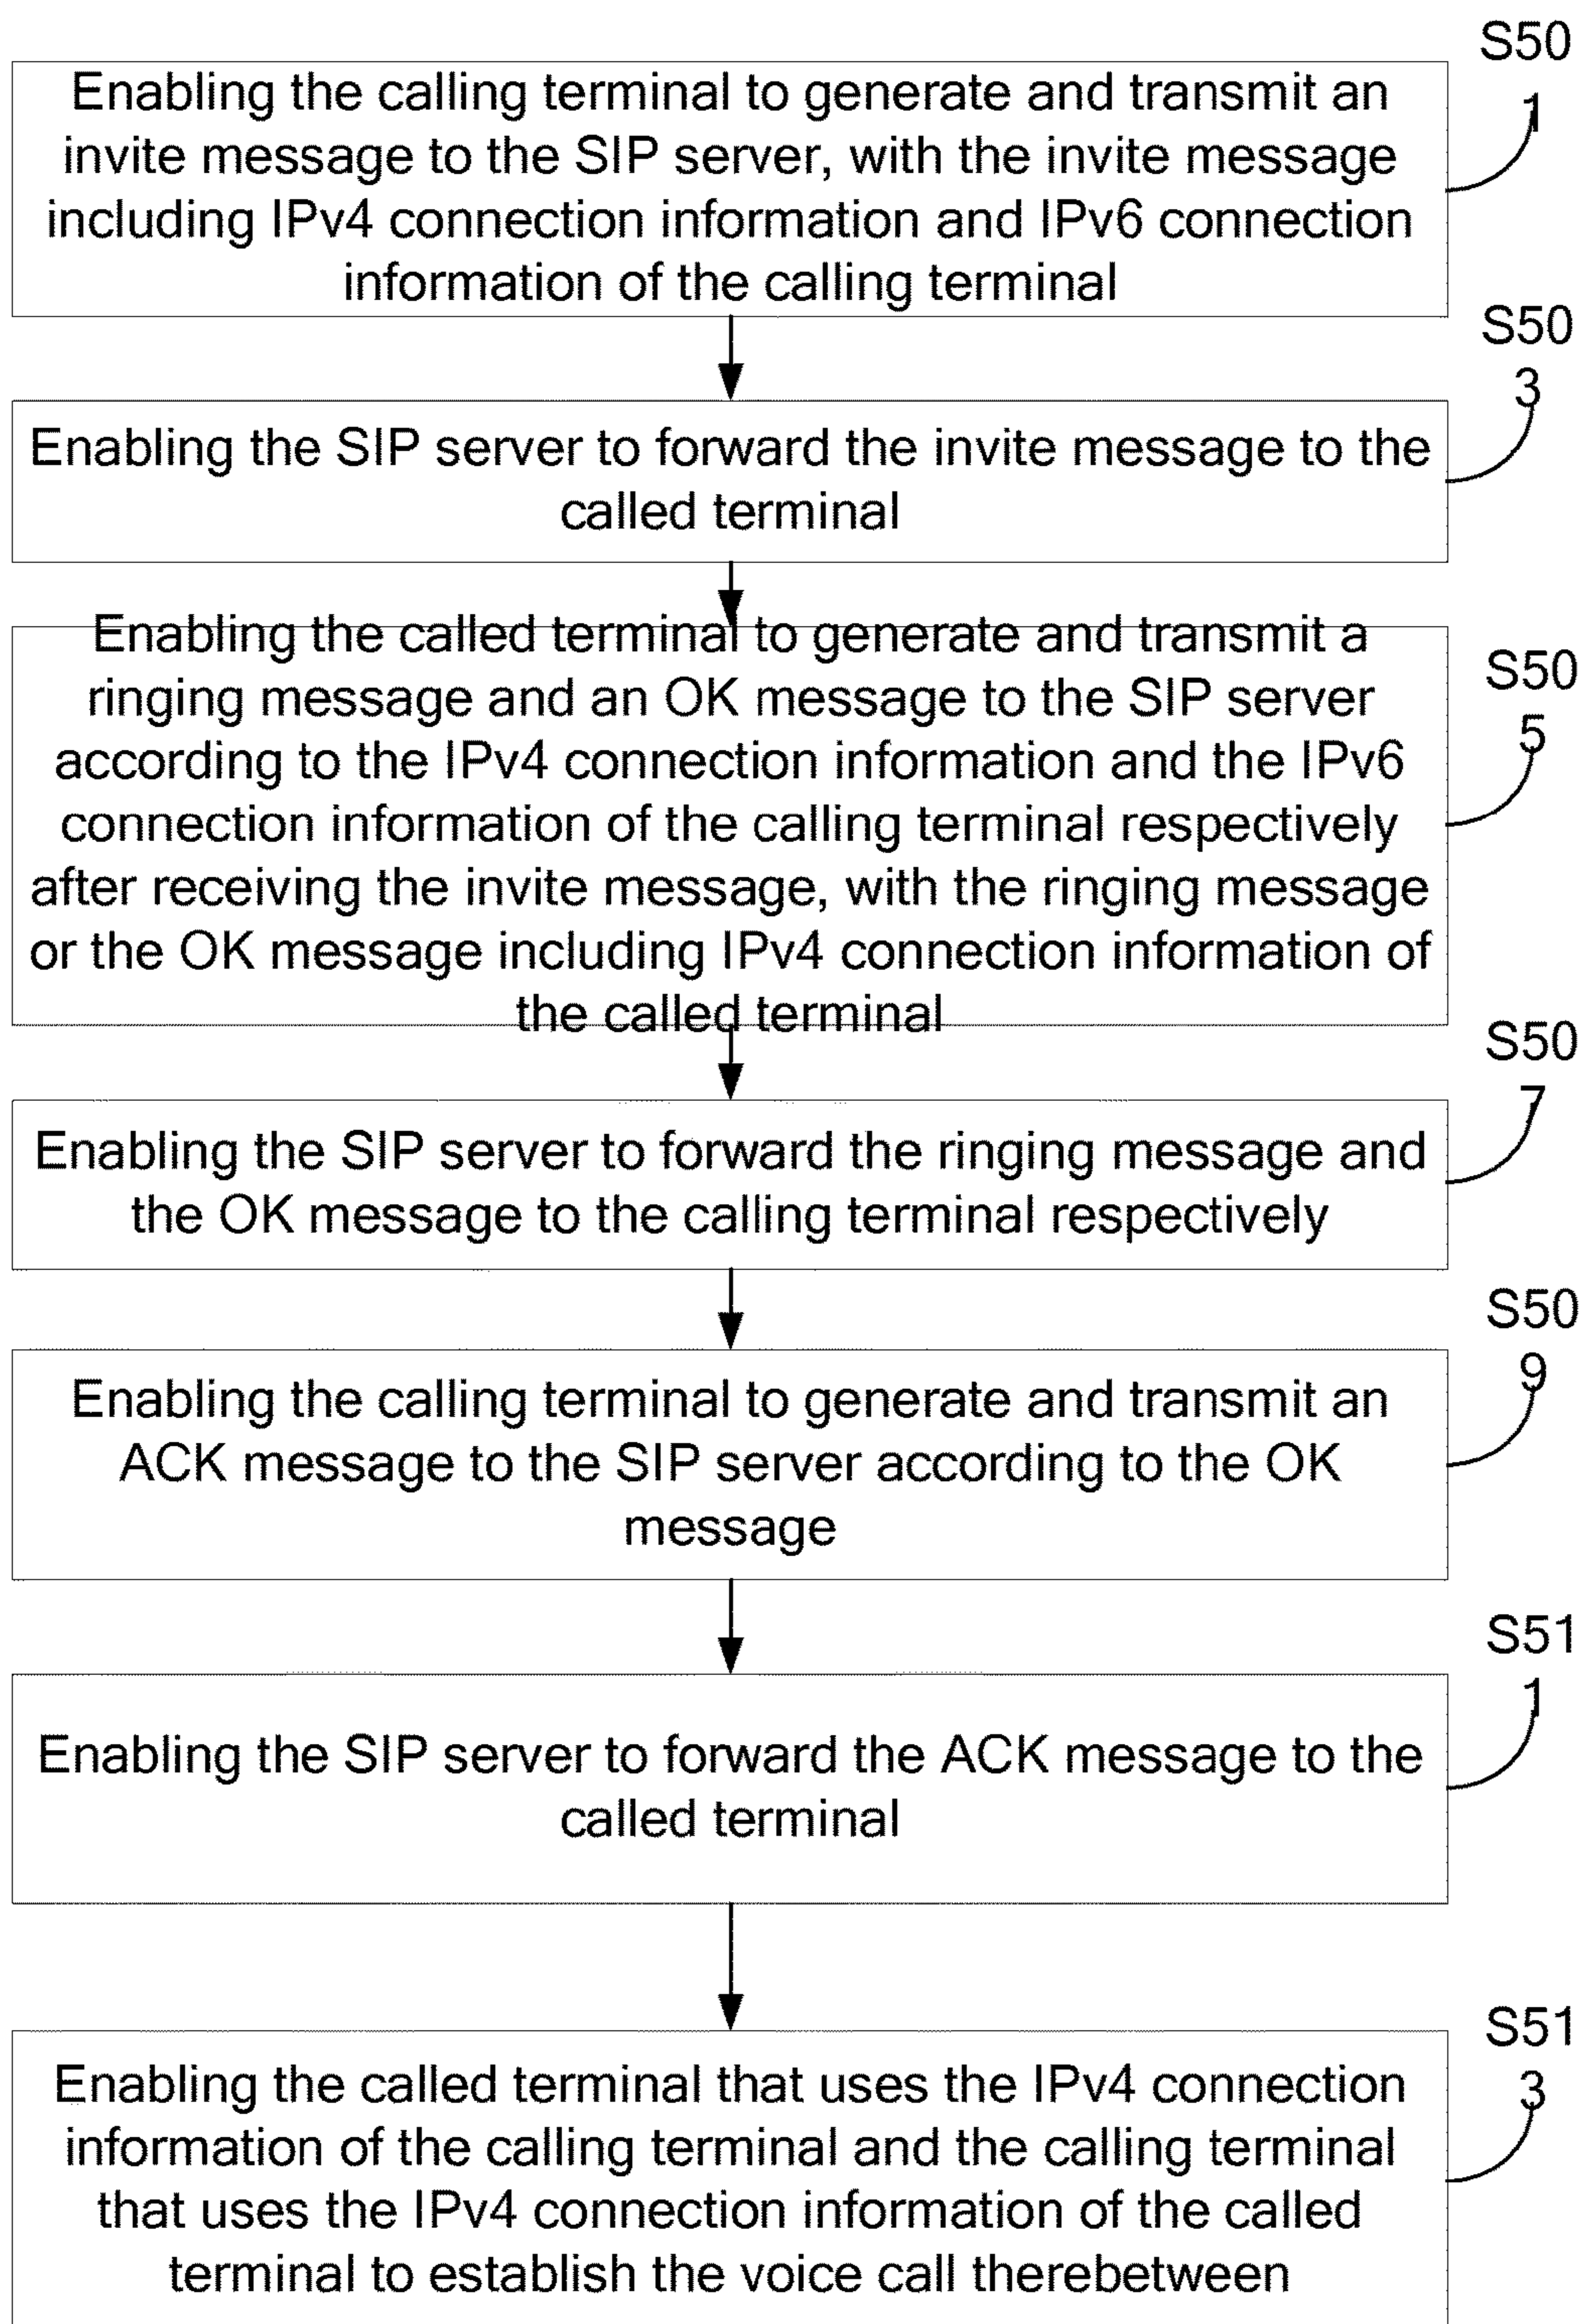 S50
1
Enabling the calling terminal to generate and transmit an
invite message to the SIP server, with the invite message
including IPv4 connection information and IPv6 connection
information of the calling terminal
S50
3
Enabling the SIP server to forward the invite message to the
called terminal
S50
5
Enabling the called terminal to generate and transmit a
ringing message and an OK message to the SIP server
according to the IPv4 connection information and the IPv6
connection information of the calling terminal respectively
after receiving the invite message, with the ringing message
or the OK message including IPv4 connection information of
the called terminal
S50
7
Enabling the SIP server to forward the ringing message and
the OK message to the calling terminal respectively
S50
9
Enabling the calling terminal to generate and transmit an
ACK message to the SIP server according to the OK
message
S51
1
Enabling the SIP server to forward the ACK message to the
called terminal
S51
3
Enabling the called terminal that uses the IPv4 connection
information of the calling terminal and the calling terminal
that uses the IPv4 connection information of the called
terminal to establish the voice call therebetween